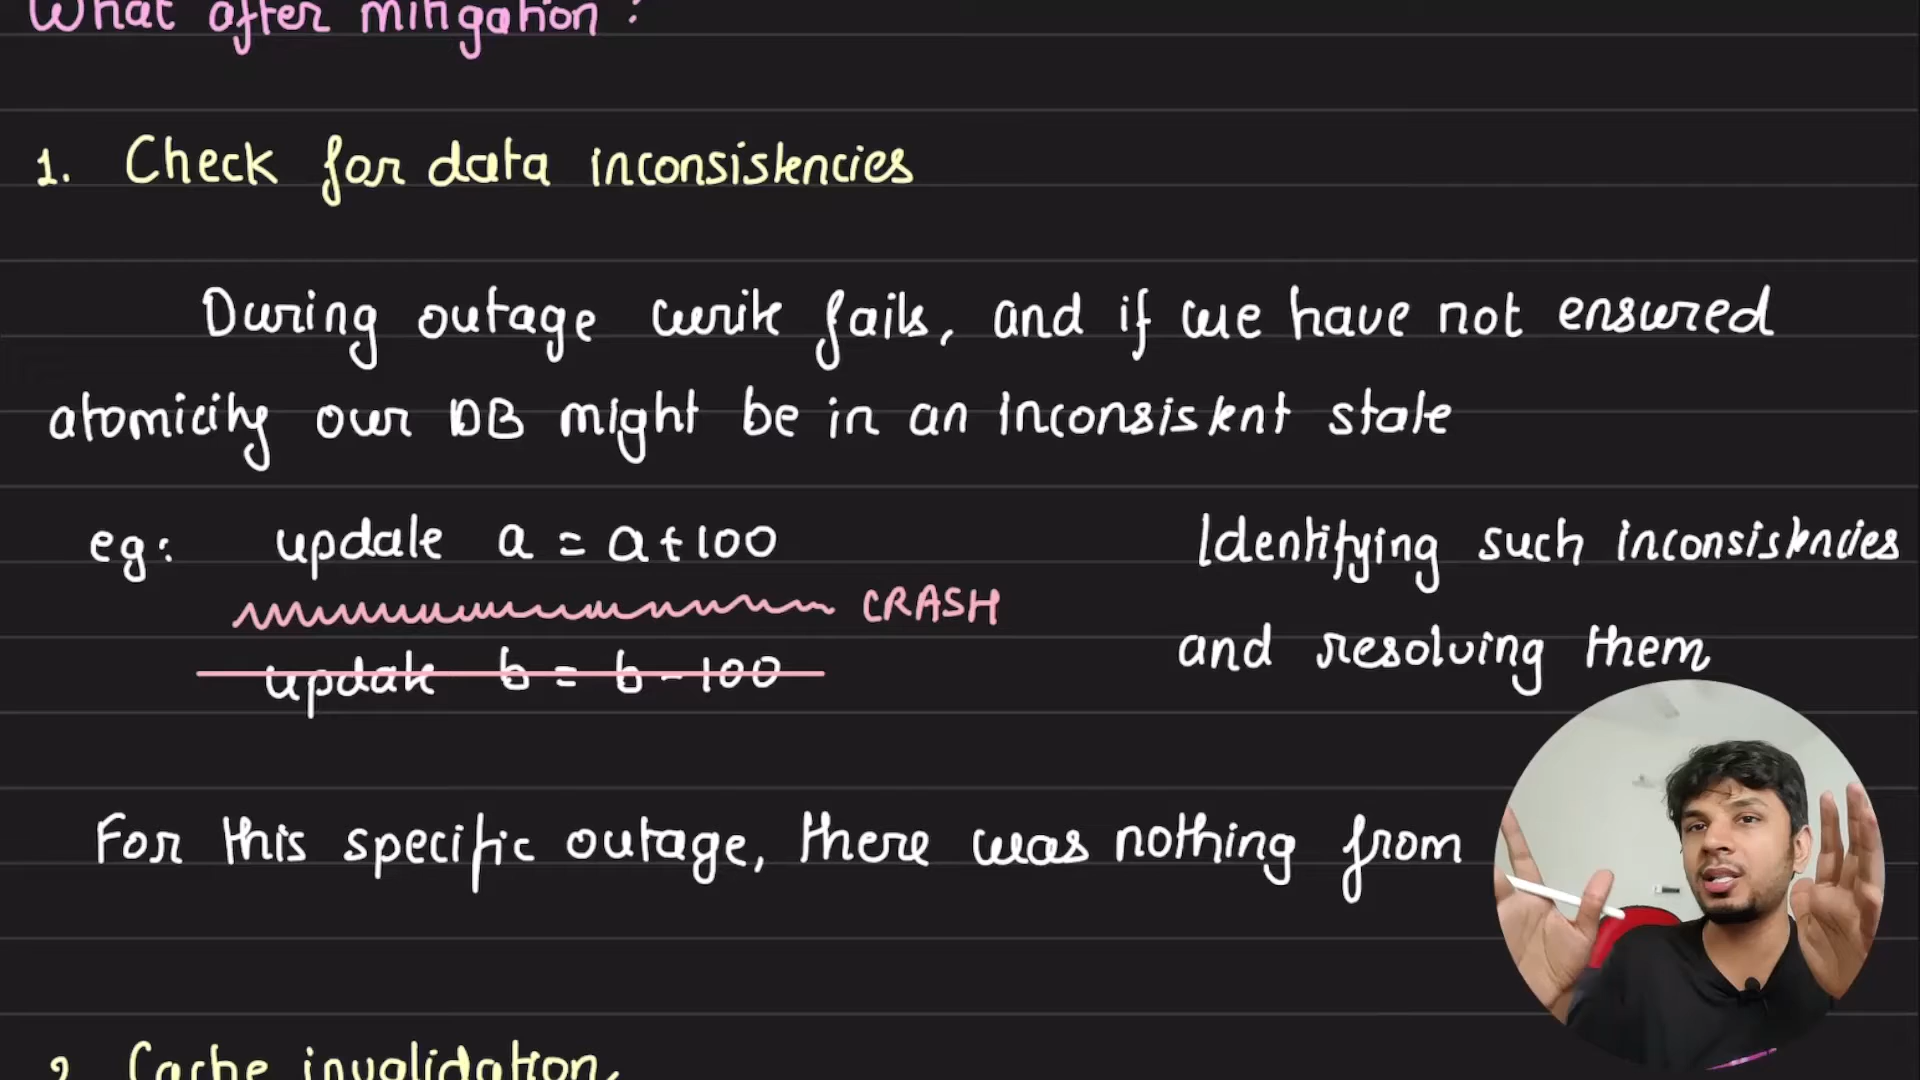 What after mitigation?
1. Check for data inconsistencies
During outage write fails, and if we have not ensured
atomicity our DB might be in an inconsistent state
eg: update a = a+100
CRASH
update b = b - 100
Identifying such inconsistencies
and resolving them
For this specific outage, there was nothing from
2. Cache invalidation